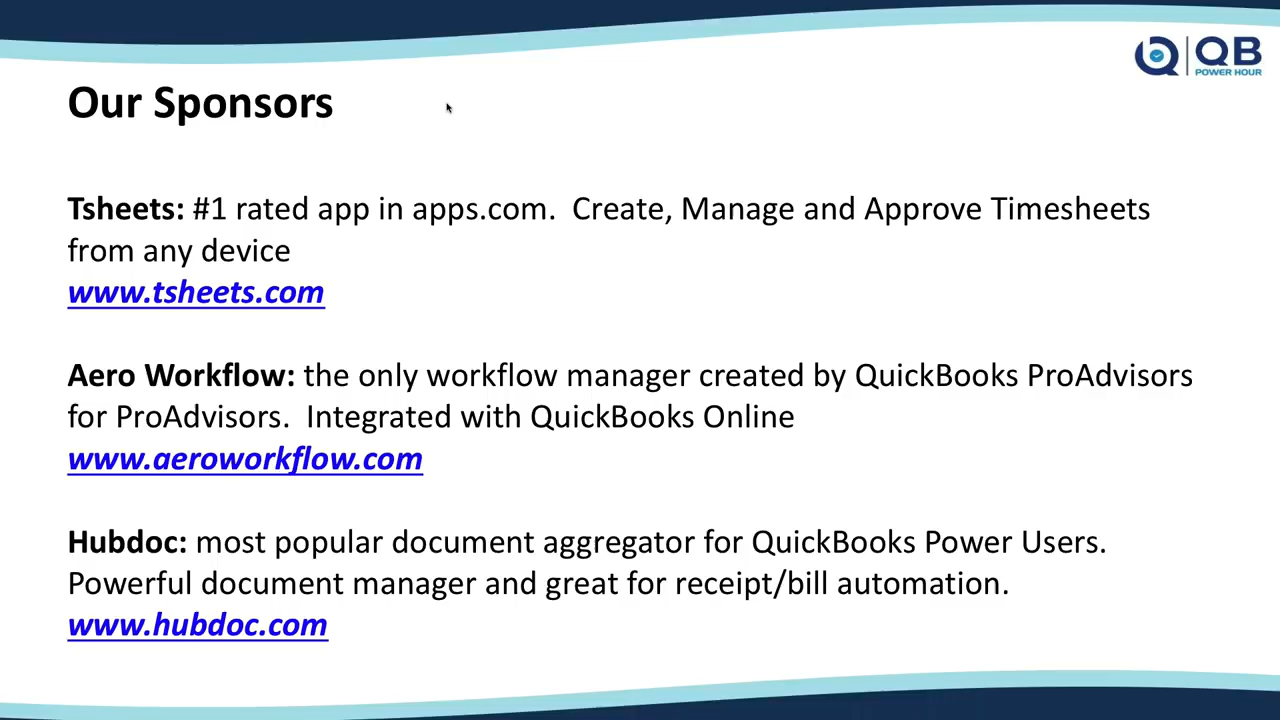 QB
POWER HOUR
Our Sponsors
Tsheets: #1 rated app in apps.com.  Create, Manage and Approve Timesheets
from any device
www.tsheets.com
Aero Workflow: the only workflow manager created by QuickBooks ProAdvisors
for ProAdvisors.  Integrated with QuickBooks Online
www.aeroworkflow.com
Hubdoc: most popular document aggregator for QuickBooks Power Users.
Powerful document manager and great for receipt/bill automation.
www.hubdoc.com